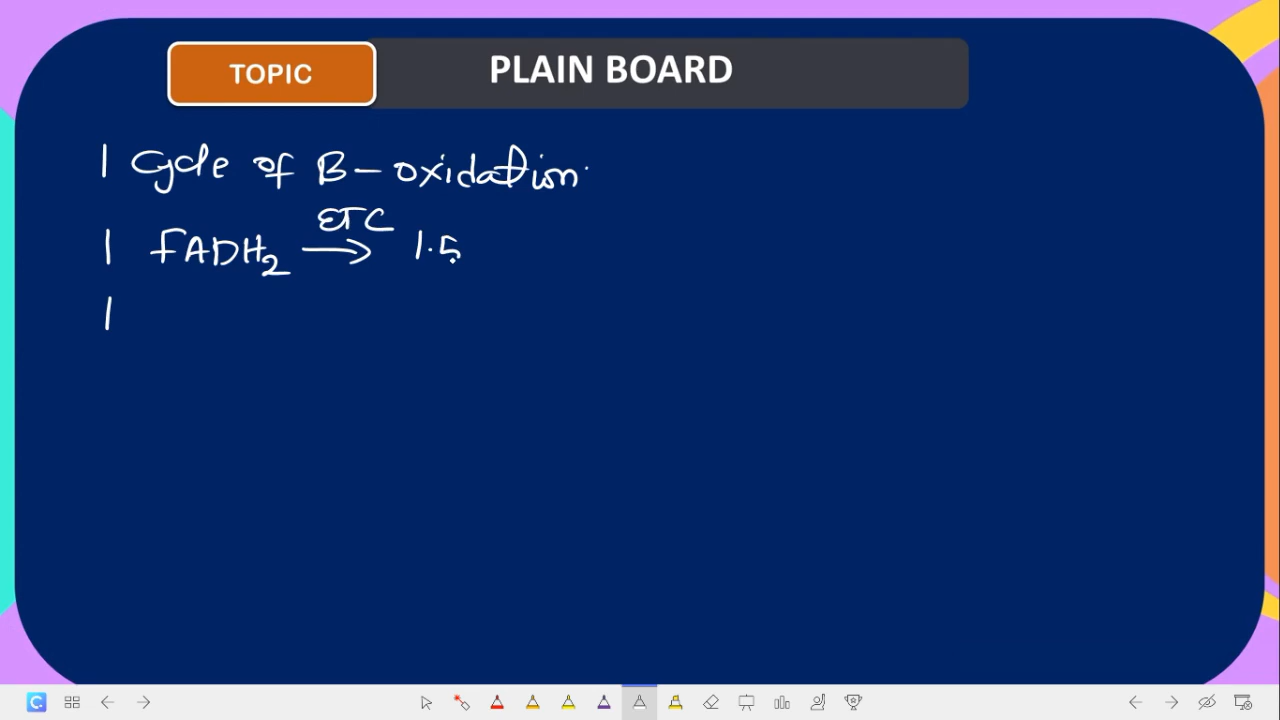 TOPIC
PLAIN BOARD
1 Cycle of B-oxidation.
1 FADH₂ ETC⟶ 1.5
1